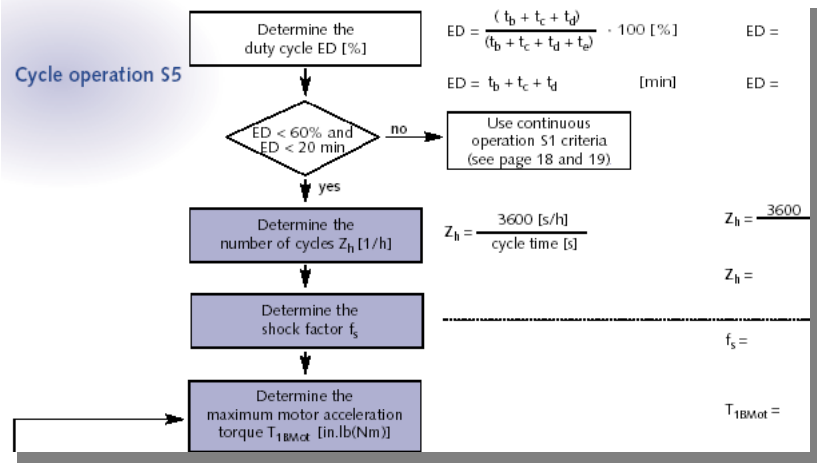 Determine the
duty cycle ED [%]
ED = ( t_b + t_c + t_d) / (t_b + t_c + t_d + t_e) · 100 [%]
ED =
Cycle operation S5
ED = t_b + t_c + t_d [min]
ED =
ED < 60% and
ED < 20 min
no
Use continuous
operation S1 criteria
(see page 18 and 19)
yes
Determine the
number of cycles Z_h [1/h]
Z_h = 3600 [s/h] / cycle time [s]
Z_h = 3600
Z_h =
Determine the
shock factor f_s
f_s =
Determine the
maximum motor acceleration
torque T_1BMot [in.lb(Nm)]
T_1BMot =